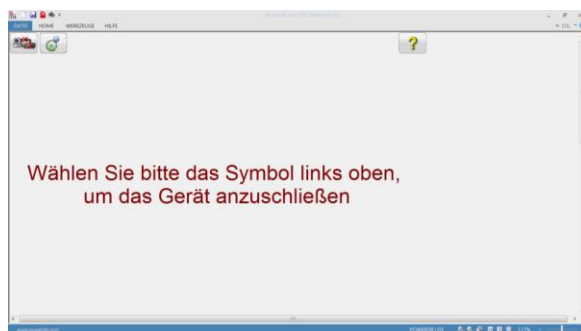 DATEI HOME WERKZEUGE HILFE
Wählen Sie bitte das Symbol links oben,
um das Gerät anzuschließen